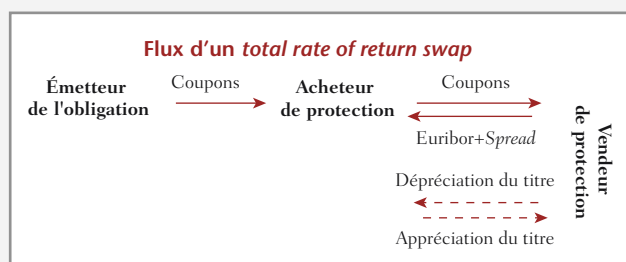 Flux d'un total rate of return swap
Émetteur
de l'obligation
Coupons
Acheteur
de protection
Coupons
Euribor+Spread
Dépréciation du titre
Appréciation du titre
Vendeur
de protection